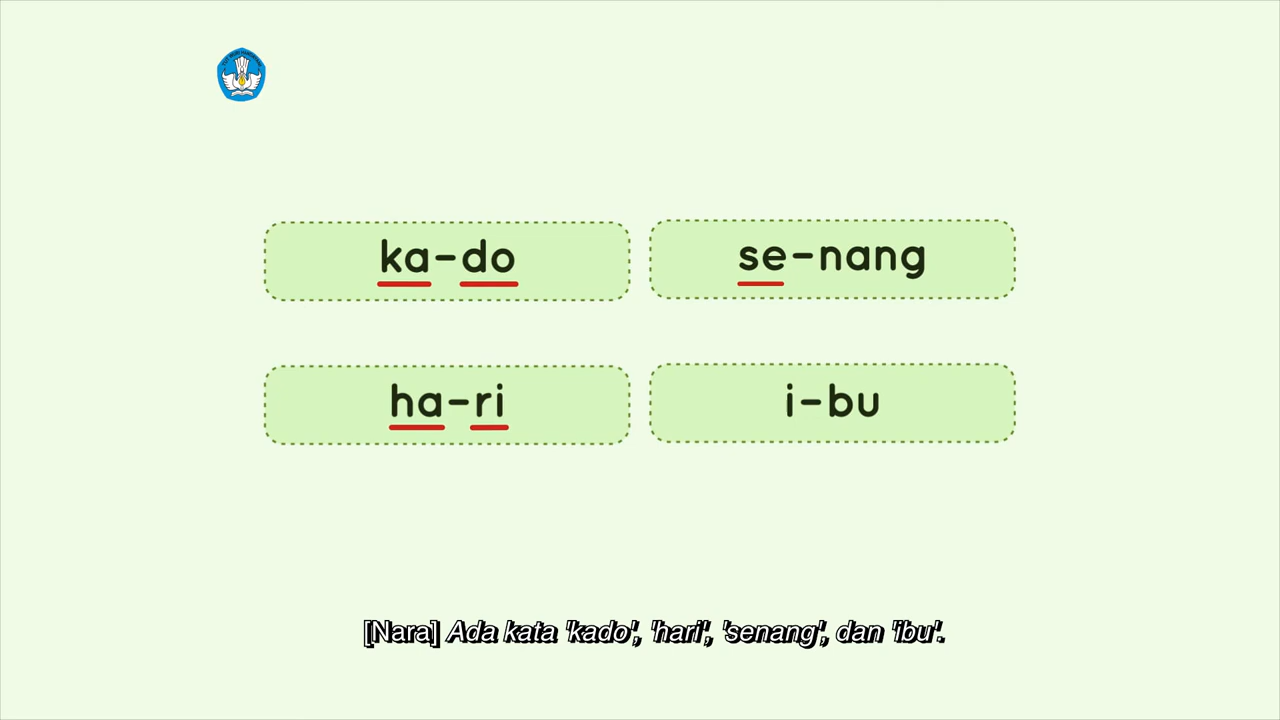 ka-do
se-nang
ha-ri
i-bu
[Nara] Ada kata 'kado', 'hari', 'senang', dan 'ibu'.